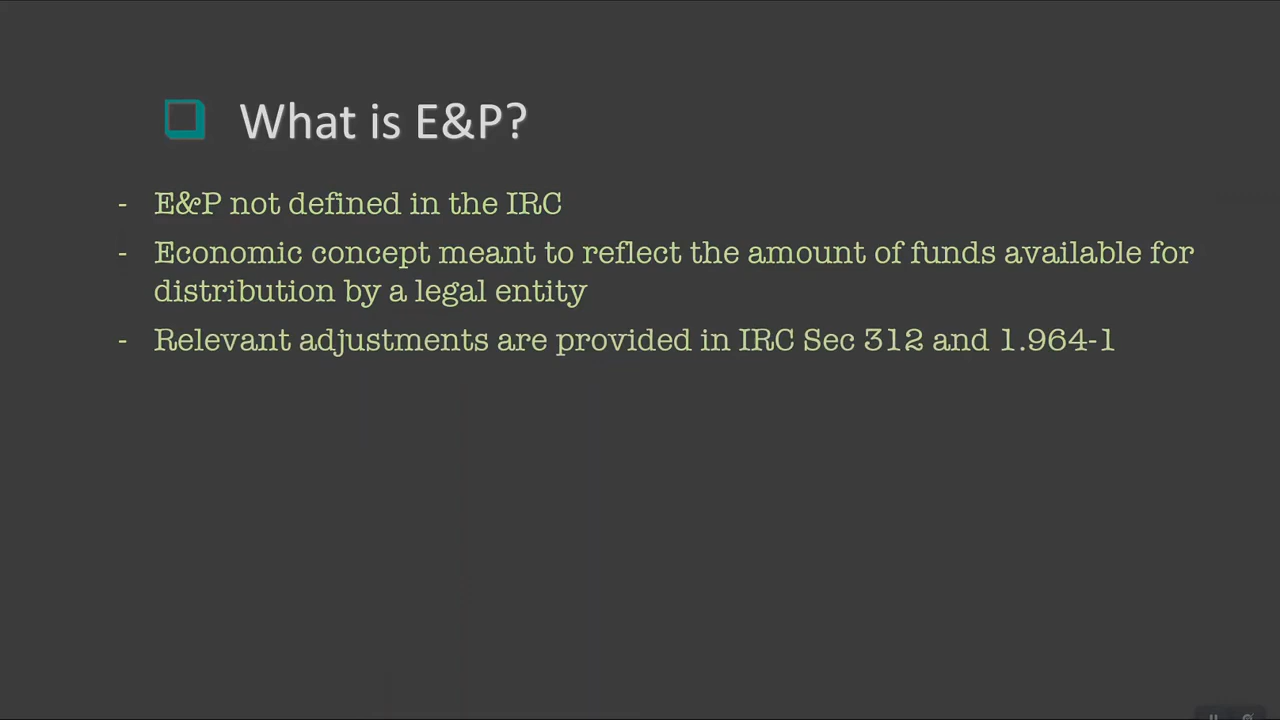 What is E&P?
- E&P not defined in the IRC
- Economic concept meant to reflect the amount of funds available for
distribution by a legal entity
- Relevant adjustments are provided in IRC Sec 312 and 1.964-1